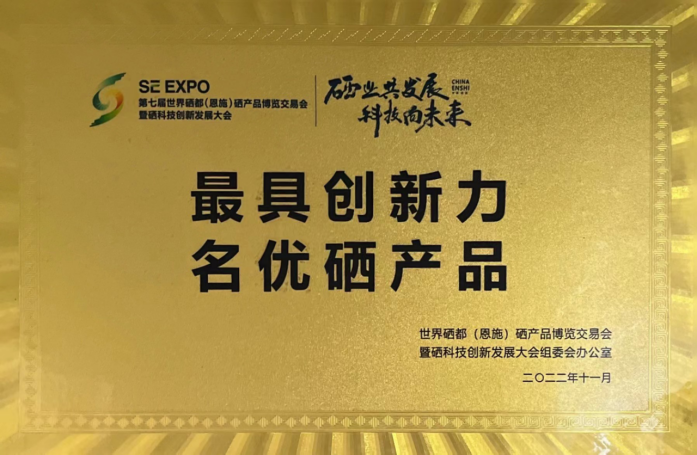 SE EXPO
第七届世界硒都（恩施）硒产品博览交易会
暨硒科技创新发展大会
硒业共发展
科技向未来
CHINA
ENSHI
最具创新力
名优硒产品
世界硒都（恩施）硒产品博览交易会
暨硒科技创新发展大会组委会办公室
二〇二二年十一月